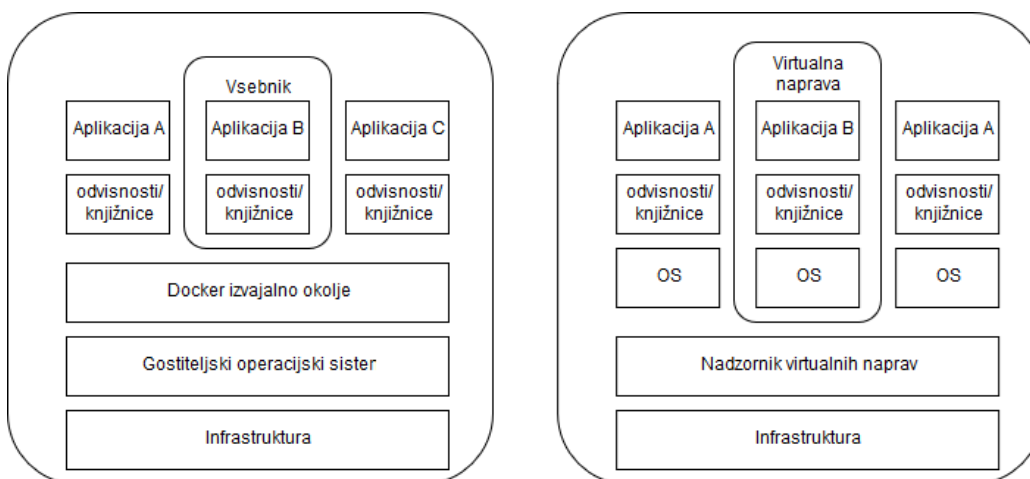 Vsebnik
Aplikacija A
Aplikacija B
Aplikacija C
odvisnosti/
knjižnice
odvisnosti/
knjižnice
odvisnosti/
knjižnice
Docker izvajalno okolje
Gostiteljski operacijski sister
Infrastruktura
Virtualna
naprava
Aplikacija A
Aplikacija B
Aplikacija A
odvisnosti/
knjižnice
odvisnosti/
knjižnice
odvisnosti/
knjižnice
OS
OS
OS
Nadzornik virtualnih naprav
Infrastruktura